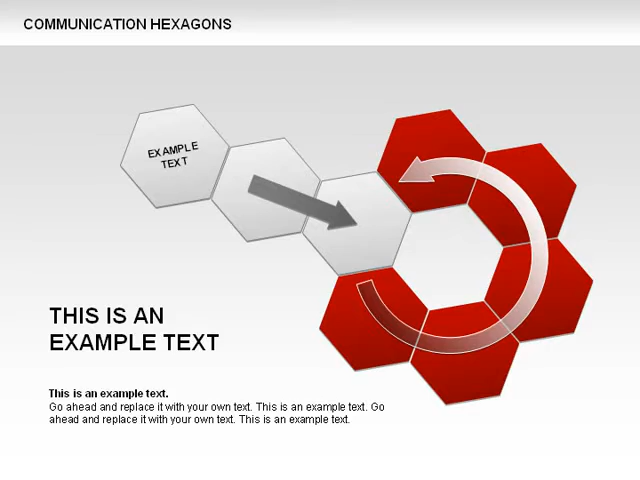 COMMUNICATION HEXAGONS
EXAMPLE
TEXT
THIS IS AN
EXAMPLE TEXT
This is an example text.
Go ahead and replace it with your own text. This is an example text. Go
ahead and replace it with your own text. This is an example text.